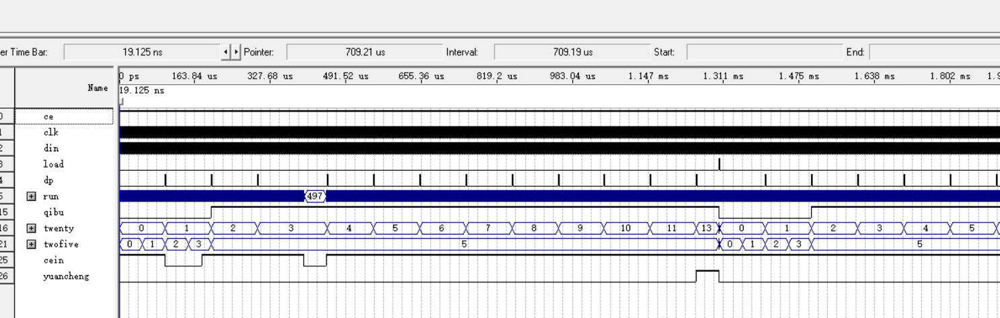 er Time Bar: 19.125 ns Pointer: 709.21 us Interval: 709.19 us Start: End:
Name 0 ps 163.84 us 327.68 us 491.52 us 655.36 us 819.2 us 983.04 us 1.147 ms 1.311 ms 1.475 ms 1.638 ms 1.802 ms 1.9
19.125 ns
ce
1 clk
2 din
3 load
4 dp
5 run 497
15 qibu
16 twenty 0 1 2 3 4 5 6 7 8 9 10 11 13 0 1 2 3 4 5
21 twofive 0 1 2 3 5 0 1 2 3 5
25 cein
26 yuancheng